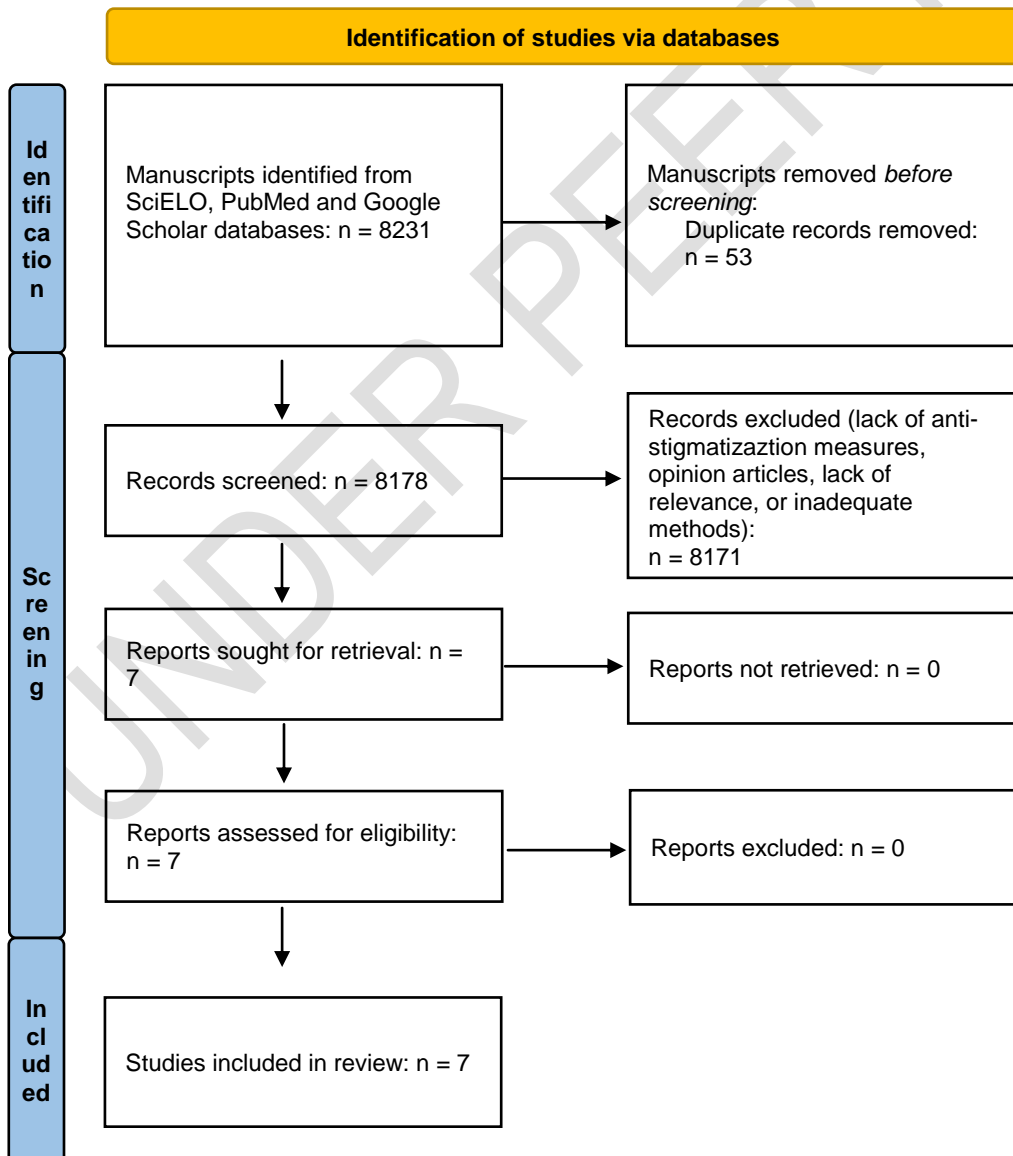 Identification of studies via databases
Id
en
tifi
ca
tio
n
Manuscripts identified from
SciELO, PubMed and Google
Scholar databases: n = 8231
Manuscripts removed before
screening:
Duplicate records removed:
n = 53
Sc
re
en
in
g
Records screened: n = 8178
Records excluded (lack of anti-
stigmatizaztion measures,
opinion articles, lack of
relevance, or inadequate
methods):
n = 8171
Reports sought for retrieval: n =
7
Reports not retrieved: n = 0
Reports assessed for eligibility:
n = 7
Reports excluded: n = 0
In
cl
ud
ed
Studies included in review: n = 7
UNDER PEER